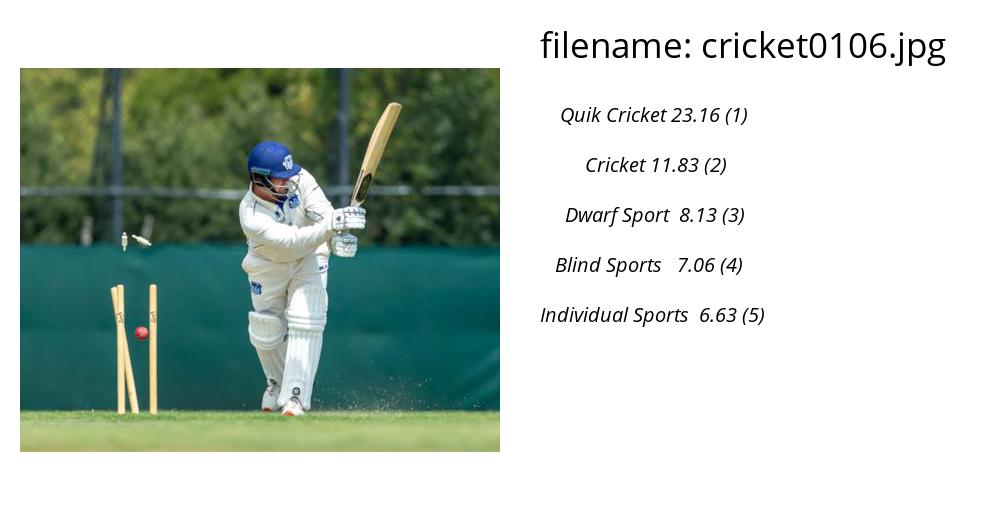 filename: cricket0106.jpg
Quik Cricket 23.16 (1)
Cricket 11.83 (2)
Dwarf Sport 8.13 (3)
Blind Sports 7.06 (4)
Individual Sports 6.63 (5)